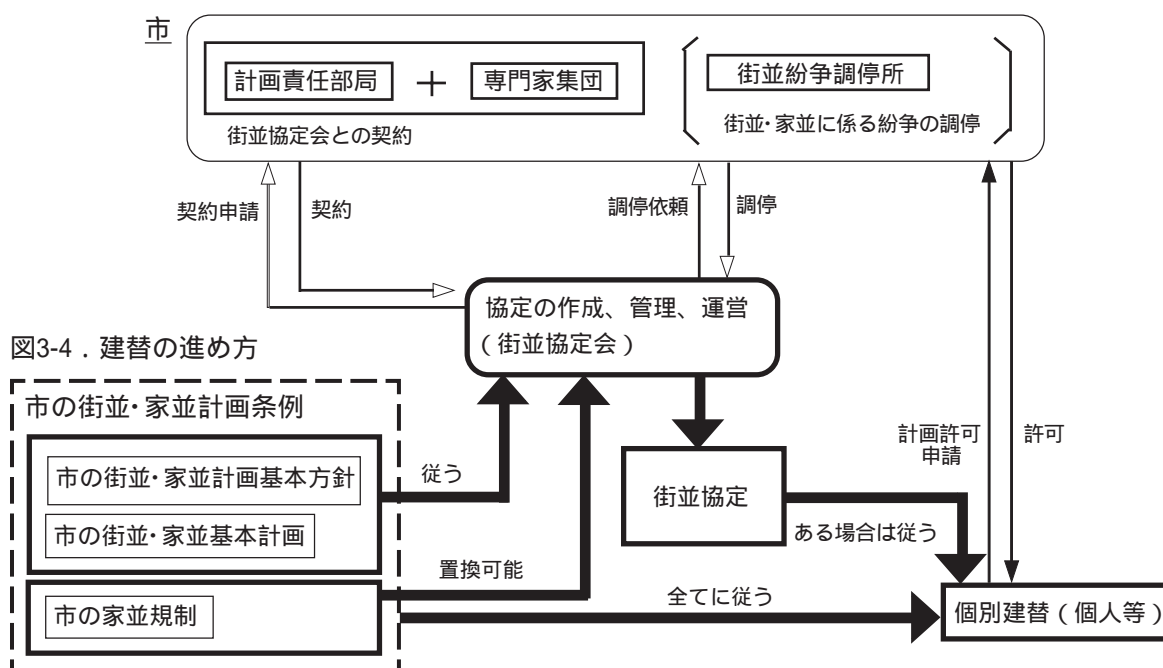 市
計画責任部局 + 専門家集団
街並協定会との契約
街並紛争調停所
街並・家並に係る紛争の調停
契約申請
契約
調停依頼
調停
協定の作成、管理、運営
(街並協定会)
図3-4.建替の進め方
市の街並・家並計画条例
市の街並・家並計画基本方針
市の街並・家並基本計画
市の家並規制
従う
置換可能
全てに従う
街並協定
ある場合は従う
計画許可
申請
許可
個別建替(個人等)